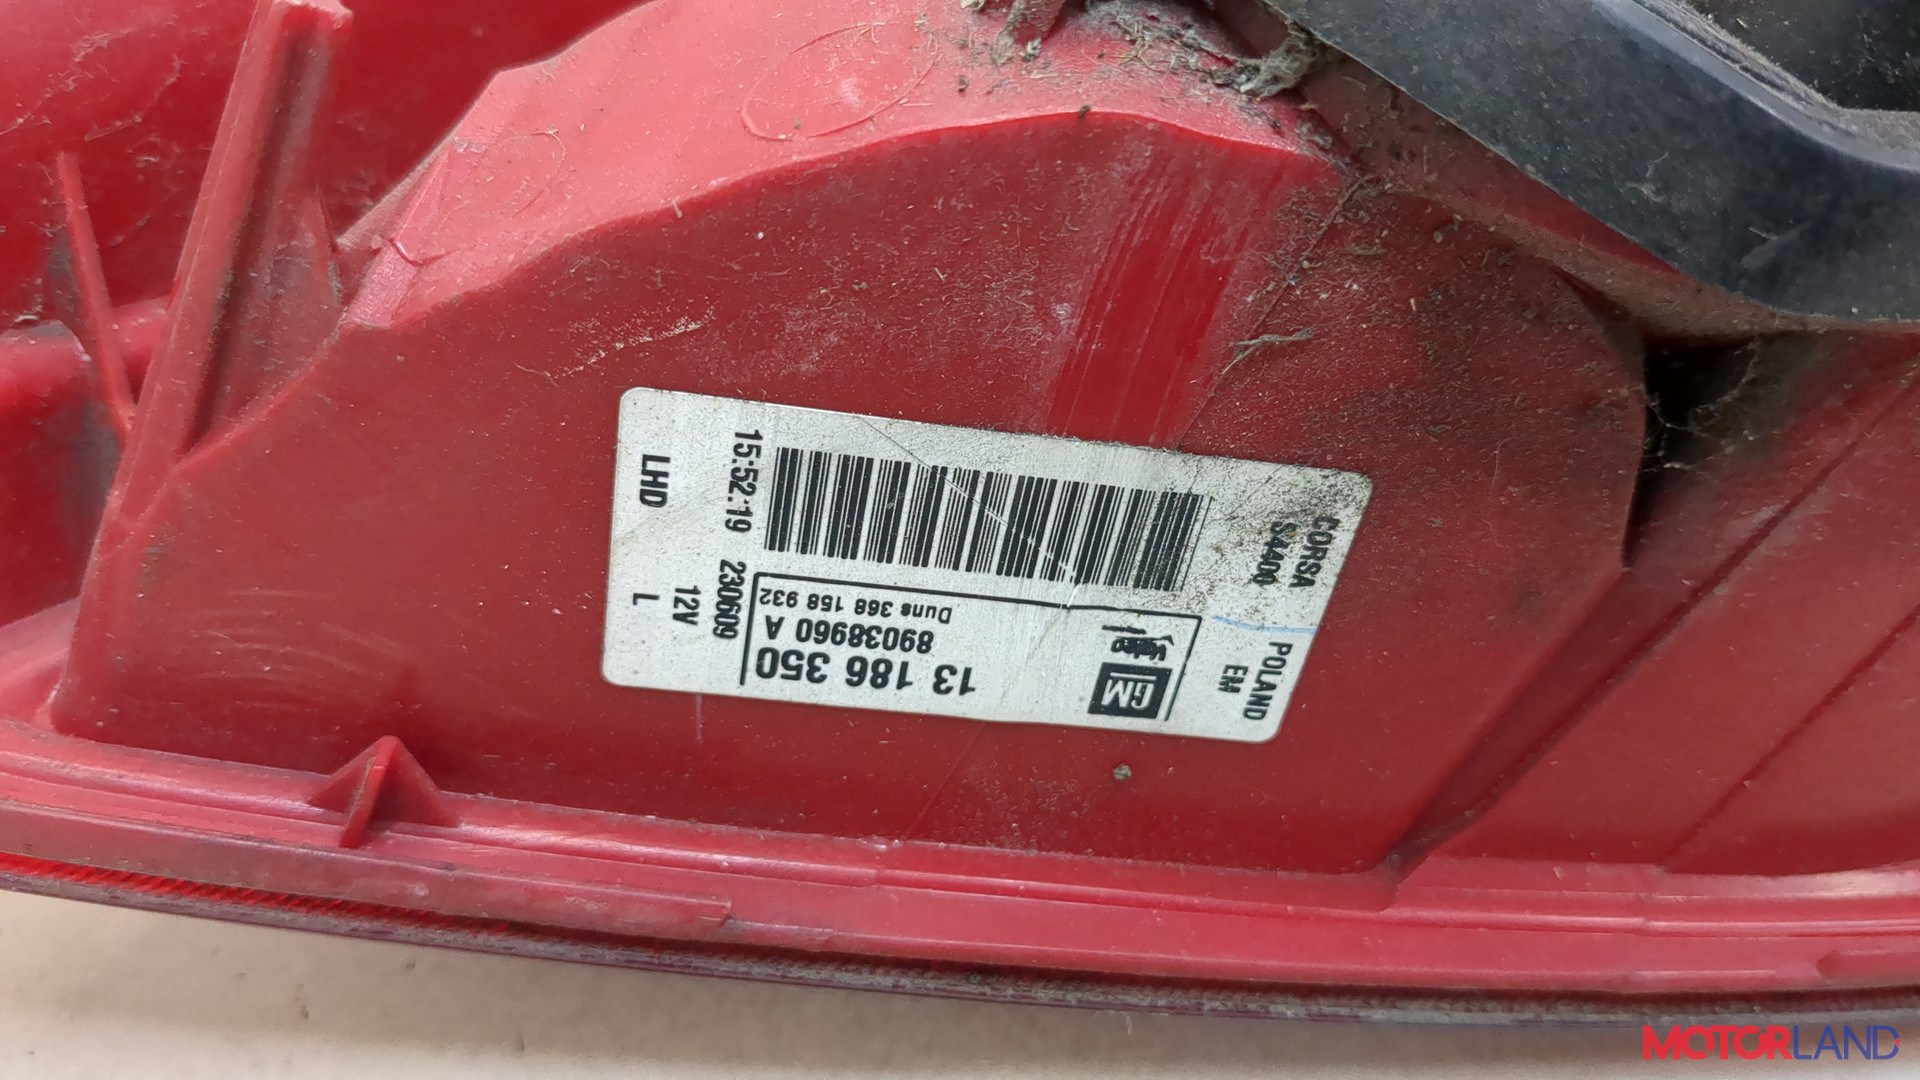 GM
Valeo
13 186 350
89038960 A
Duns 368 158 932
POLAND
EM
CORSA
S4400
230609
15:52:19
12V
L
LHD
MOTORLAND